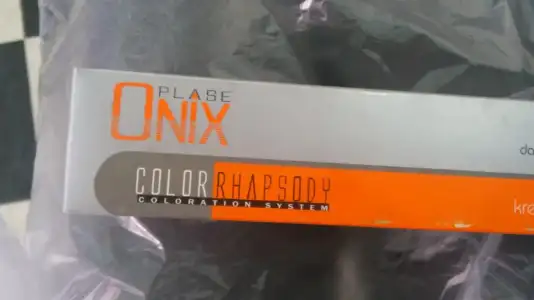 PLASE
ONIX
COLOR RHAPSODY
COLORATION SYSTEM